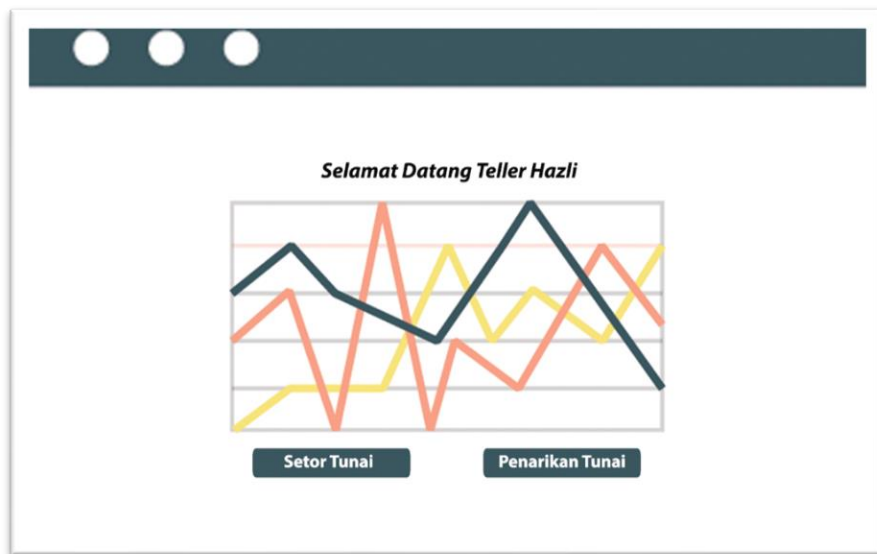 Selamat Datang Teller Hazli
Setor Tunai
Penarikan Tunai